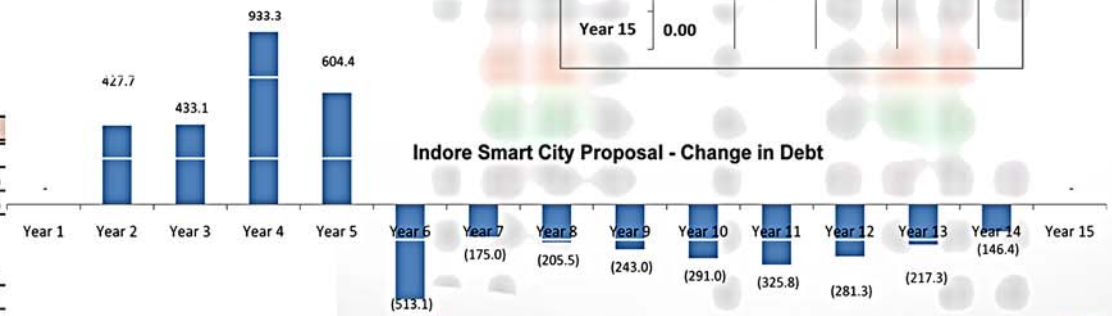 933.3
Year 15 0.00
604.4
427.7
433.1
Indore Smart City Proposal - Change in Debt
- -
Year 1 Year 2 Year 3 Year 4 Year 5 Year 6 Year 7 Year 8 Year 9 Year 10 Year 11 Year 12 Year 13 Year 14 Year 15
(175.0) (146.4)
(205.5)
(243.0)
(291.0) (325.8) (281.3) (217.3)
(513.1)